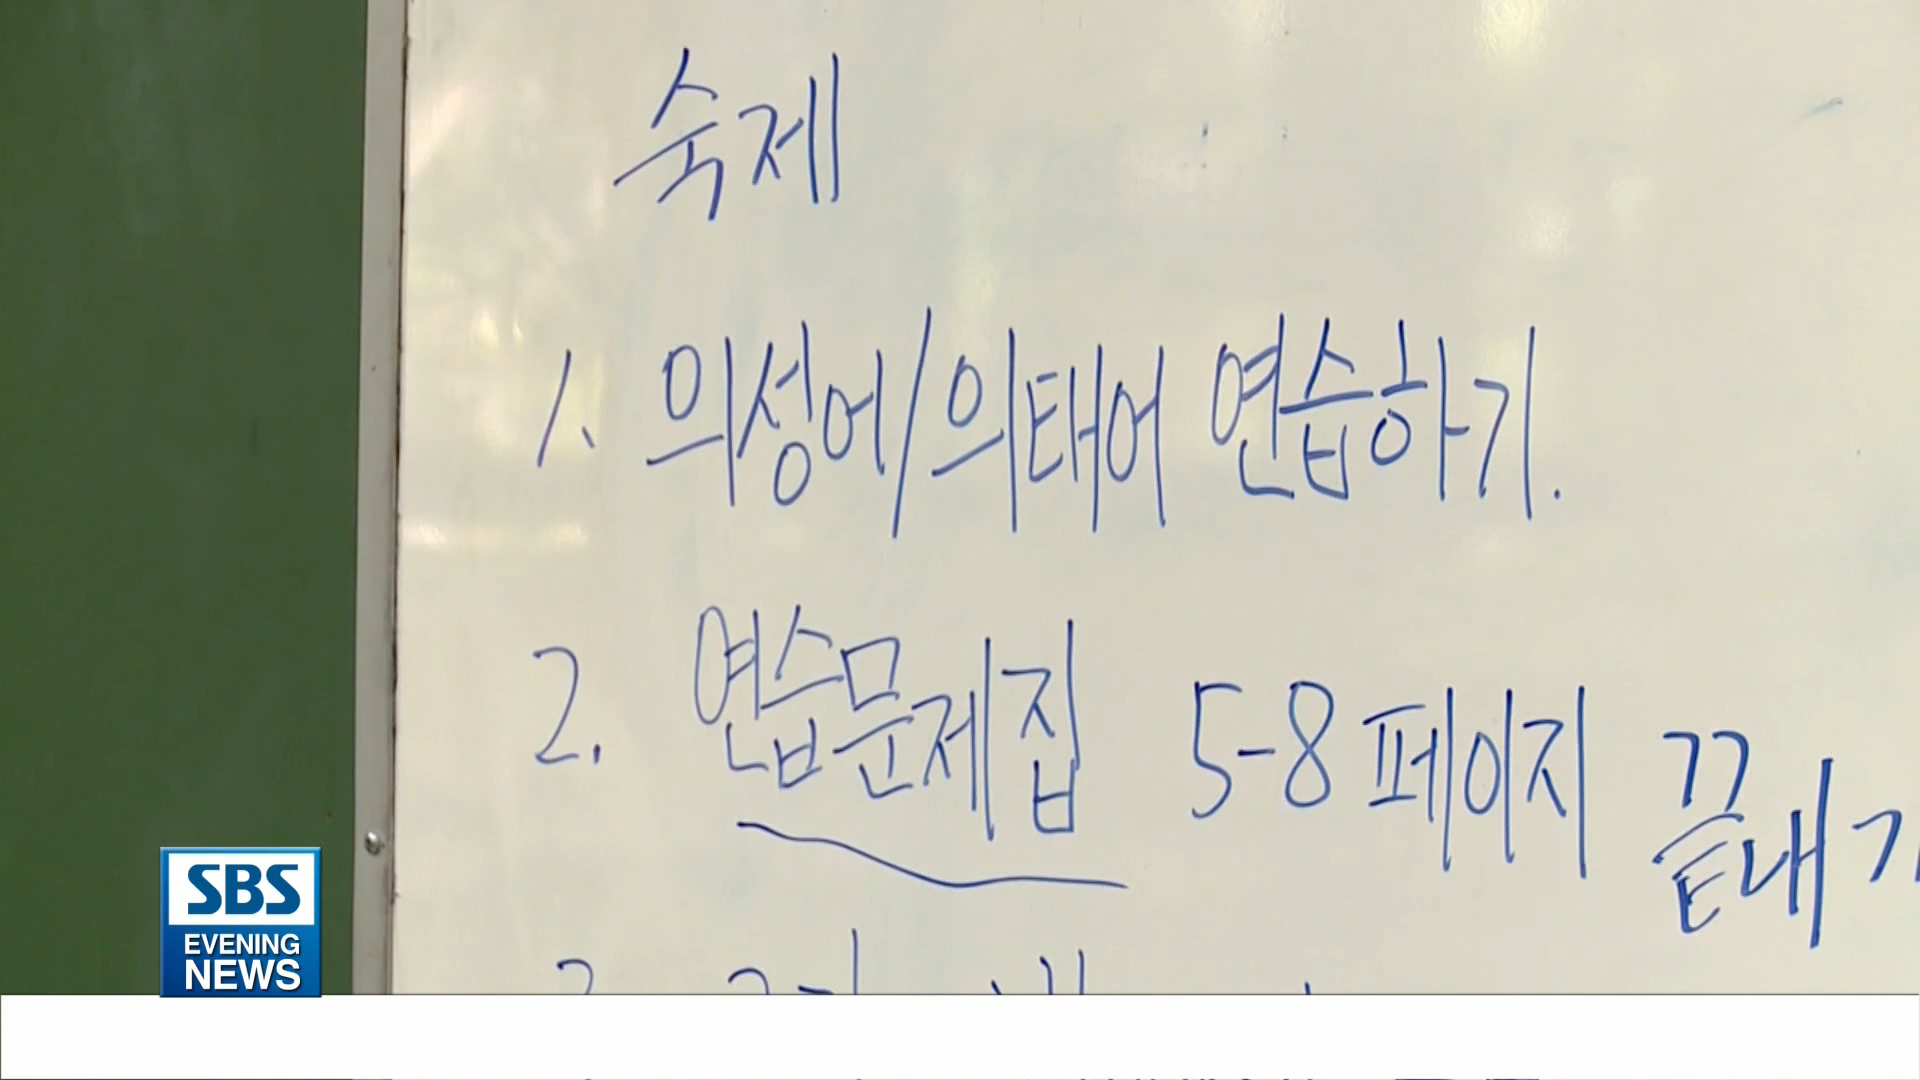 숙제
1. 의성어/의태어 연습하기.
2. 연습문제집 5-8 페이지 끝내기
SBS
EVENING
NEWS